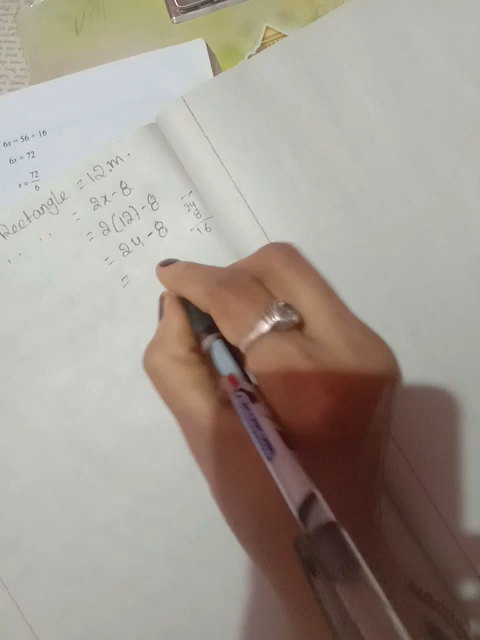 6x = 56 + 16
6x = 72
x = 72/6
Rectangle = 12 m.
" " " = 2x - 8
= 2(12) - 8
= 24 - 8
=
24
8
16